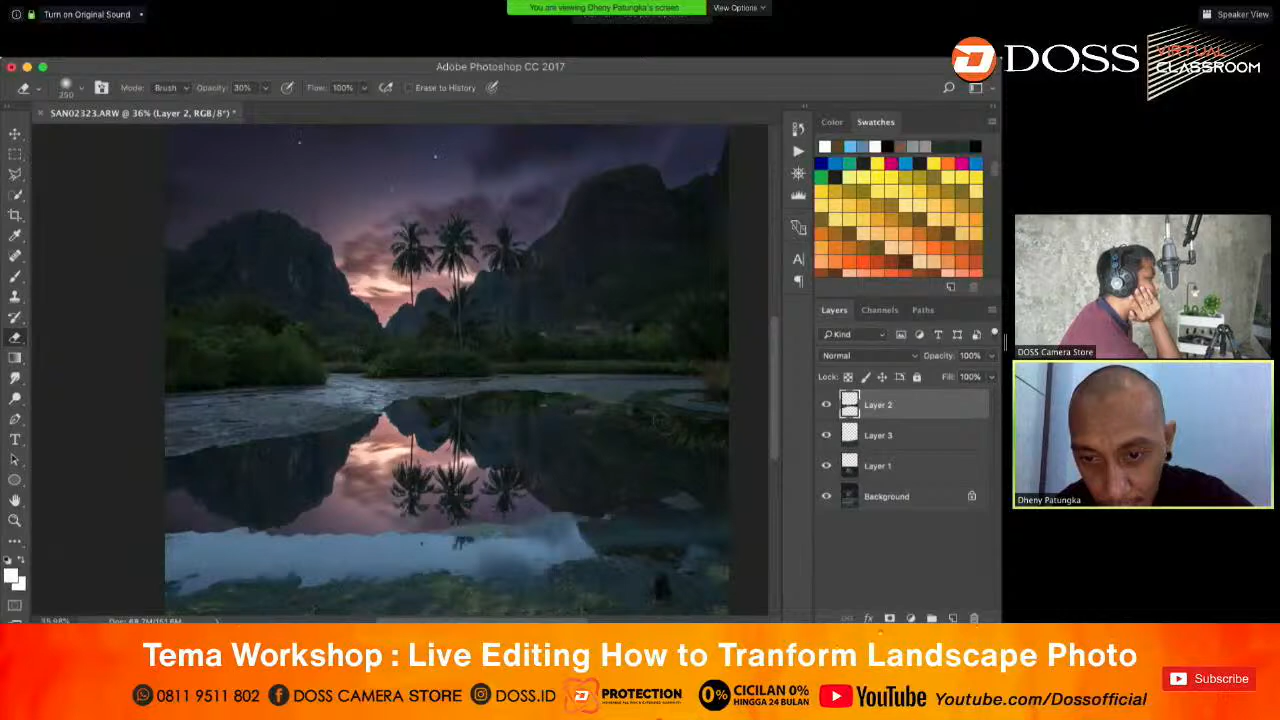 Turn on Original Sound
You are viewing Dheny Patungka's screen
View Options
Speaker View
DOSS
VIRTUAL
CLASSROOM
Adobe Photoshop CC 2017
250
Mode: Brush
Opacity: 30%
Flow: 100%
Erase to History
SAN02323.ARW @ 36% (Layer 2, RGB/8*) *
Color
Swatches
Layers
Channels
Paths
Kind
Normal
Opacity: 100%
Lock:
Fill: 100%
Layer 2
Layer 3
Layer 1
Background
fx
DOSS Camera Store
Dheny Patungka
Tema Workshop : Live Editing How to Tranform Landscape Photo
0811 9511 802
DOSS CAMERA STORE
DOSS.ID
PROTECTION
0%
CICILAN 0%
HINGGA 24 BULAN
YouTube
Youtube.com/Dossofficial
Subscribe